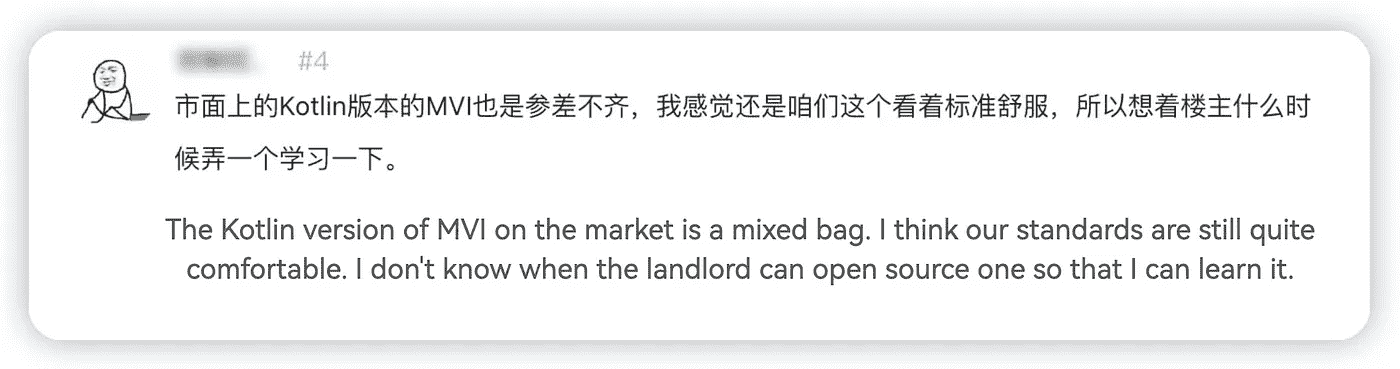 #4
市面上的Kotlin版本的MVI也是参差不齐，我感觉还是咱们这个看着标准舒服，所以想着楼主什么时
候弄一个学习一下。
The Kotlin version of MVI on the market is a mixed bag. I think our standards are still quite
comfortable. I don't know when the landlord can open source one so that I can learn it.